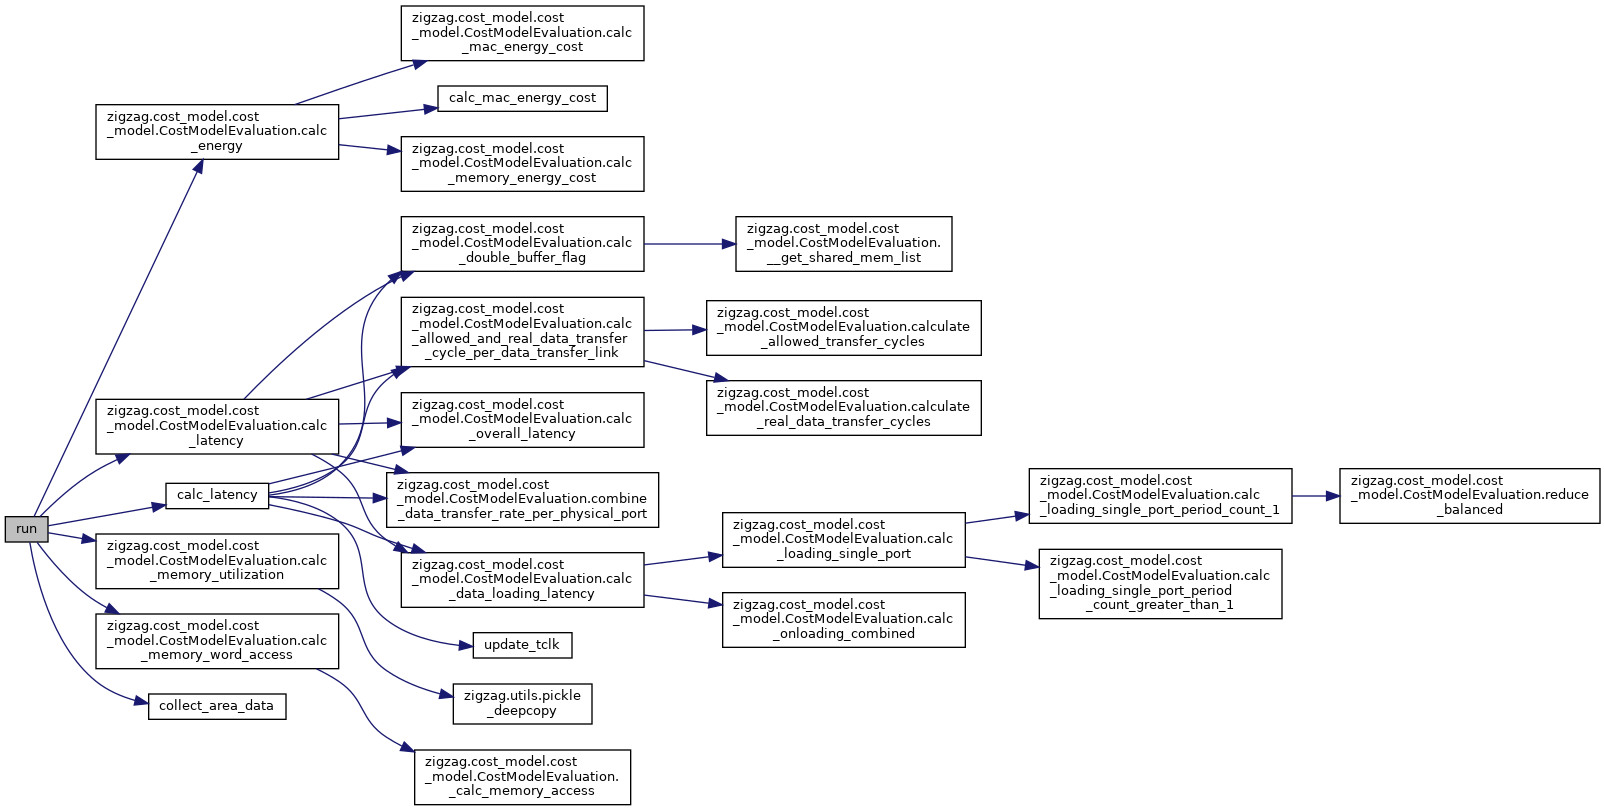 run
zigzag.cost_model.cost
_model.CostModelEvaluation.calc
_energy
zigzag.cost_model.cost
_model.CostModelEvaluation.calc
_latency
calc_latency
zigzag.cost_model.cost
_model.CostModelEvaluation.calc
_memory_utilization
zigzag.cost_model.cost
_model.CostModelEvaluation.calc
_memory_word_access
collect_area_data
zigzag.cost_model.cost
_model.CostModelEvaluation.calc
_mac_energy_cost
calc_mac_energy_cost
zigzag.cost_model.cost
_model.CostModelEvaluation.calc
_memory_energy_cost
zigzag.cost_model.cost
_model.CostModelEvaluation.calc
_double_buffer_flag
zigzag.cost_model.cost
_model.CostModelEvaluation.calc
_allowed_and_real_data_transfer
_cycle_per_data_transfer_link
zigzag.cost_model.cost
_model.CostModelEvaluation.calc
_overall_latency
zigzag.cost_model.cost
_model.CostModelEvaluation.combine
_data_transfer_rate_per_physical_port
zigzag.cost_model.cost
_model.CostModelEvaluation.calc
_data_loading_latency
update_tclk
zigzag.utils.pickle
_deepcopy
zigzag.cost_model.cost
_model.CostModelEvaluation.
_calc_memory_access
zigzag.cost_model.cost
_model.CostModelEvaluation.
__get_shared_mem_list
zigzag.cost_model.cost
_model.CostModelEvaluation.calculate
_allowed_transfer_cycles
zigzag.cost_model.cost
_model.CostModelEvaluation.calculate
_real_data_transfer_cycles
zigzag.cost_model.cost
_model.CostModelEvaluation.calc
_loading_single_port
zigzag.cost_model.cost
_model.CostModelEvaluation.calc
_onloading_combined
zigzag.cost_model.cost
_model.CostModelEvaluation.calc
_loading_single_port_period_count_1
zigzag.cost_model.cost
_model.CostModelEvaluation.calc
_loading_single_port_period
_count_greater_than_1
zigzag.cost_model.cost
_model.CostModelEvaluation.reduce
_balanced